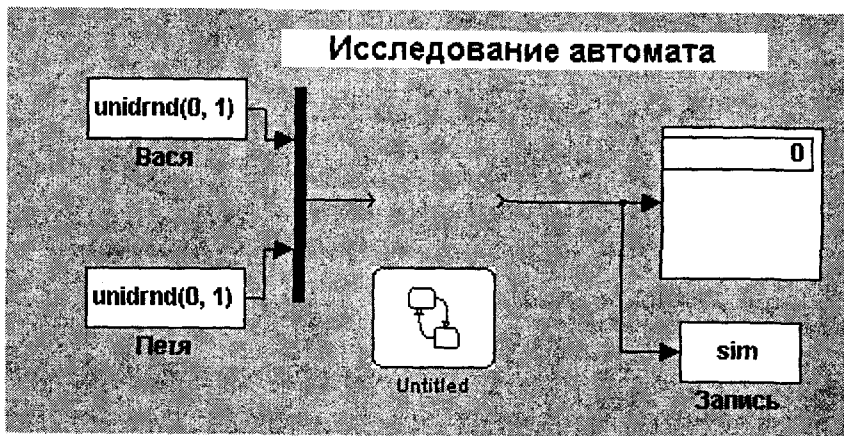 Исследование автомата
unidrnd(0, 1)
Вася
0
unidrnd(0, 1)
Петя
Untitled
sim
Запись